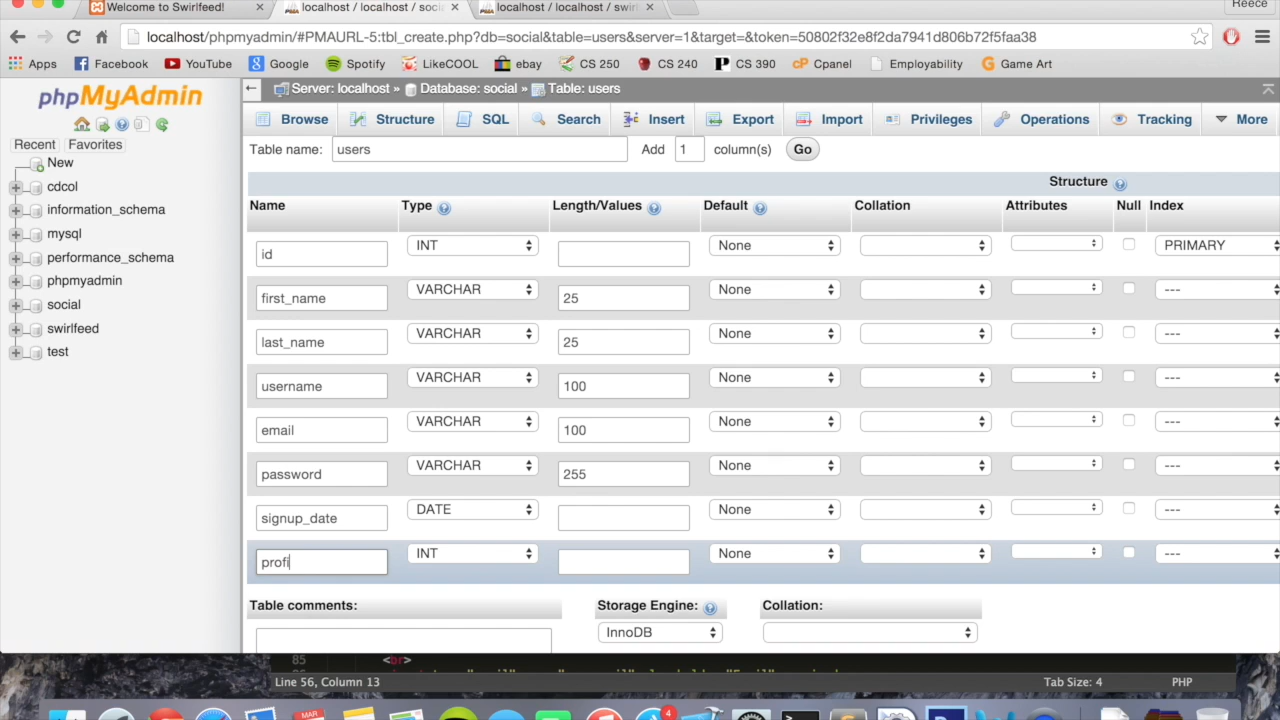 Welcome to Swirlfeed! localhost / localhost / soci localhost / localhost / swirl Reece
localhost/phpmyadmin/#PMAURL-5:tbl_create.php?db=social&table=users&server=1&target=&token=50802f32e8f2da7941d806b72f5faa38
Apps Facebook YouTube Google Spotify LikeCOOL ebay CS 250 CS 240 CS 390 Cpanel Employability Game Art
phpMyAdmin
Recent Favorites
New
cdcol
information_schema
mysql
performance_schema
phpmyadmin
social
swirlfeed
test
Server: localhost » Database: social » Table: users
Browse Structure SQL Search Insert Export Import Privileges Operations Tracking More
Table name: users Add 1 column(s) Go
Structure
Name Type Length/Values Default Collation Attributes Null Index
id INT None PRIMARY
first_name VARCHAR 25 None ---
last_name VARCHAR 25 None ---
username VARCHAR 100 None ---
email VARCHAR 100 None ---
password VARCHAR 255 None ---
signup_date DATE None ---
profi INT None ---
Table comments: Storage Engine: Collation:
InnoDB
85 <br>
Line 56, Column 13 Tab Size: 4 PHP
MAR 4